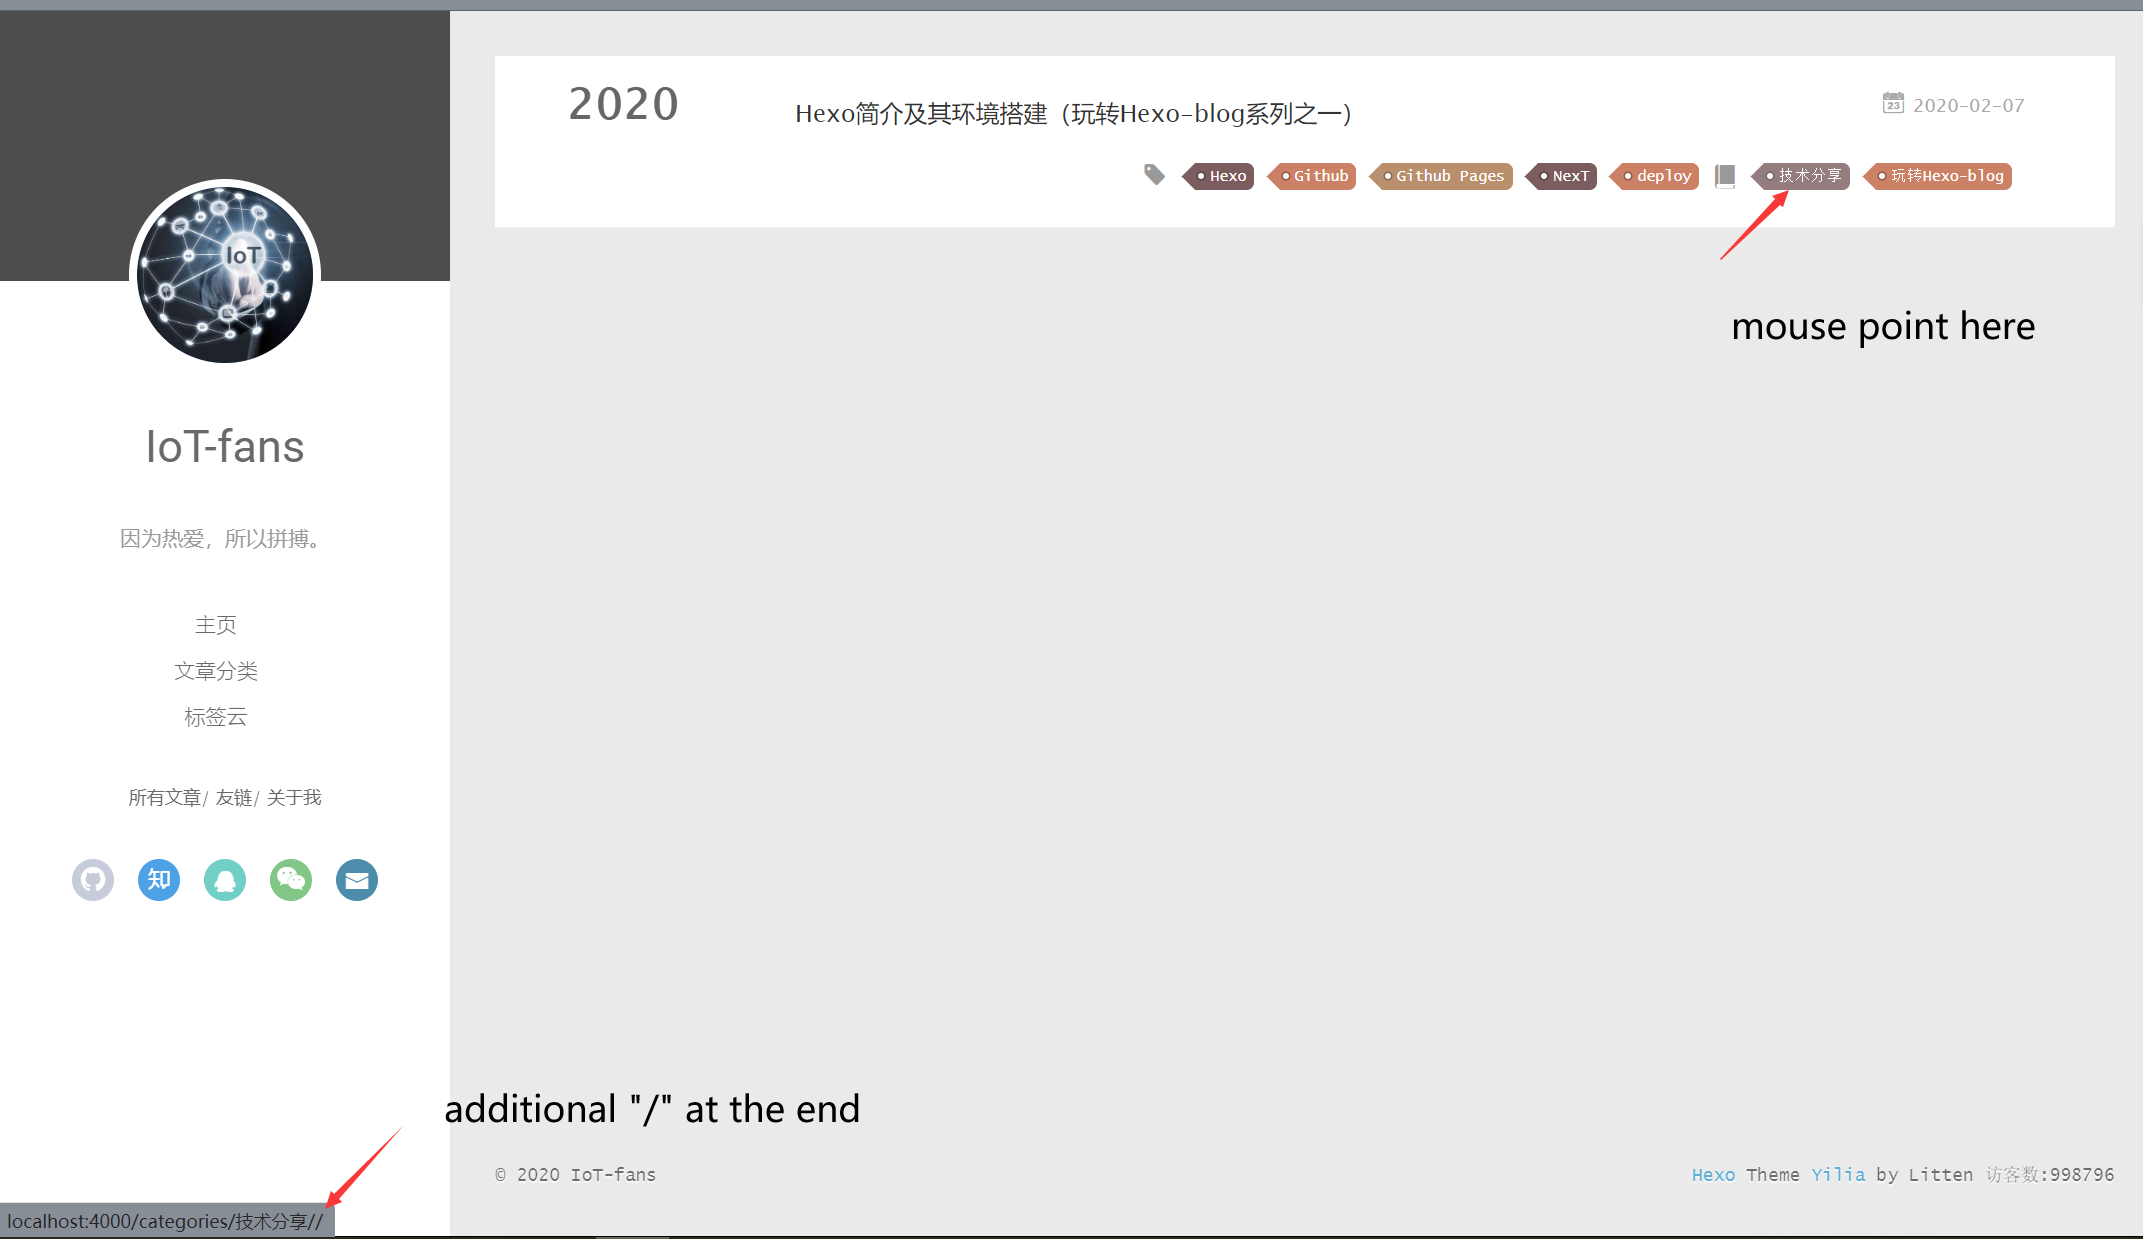 IoT
IoT-fans
因为热爱，所以拼搏。
主页
文章分类
标签云
所有文章/ 友链/ 关于我
知
2020
Hexo简介及其环境搭建（玩转Hexo-blog系列之一）
23 2020-02-07
Hexo Github Github Pages NexT deploy 技术分享 玩转Hexo-blog
mouse point here
additional "/" at the end
© 2020 IoT-fans
Hexo Theme Yilia by Litten 访客数:998796
localhost:4000/categories/技术分享//